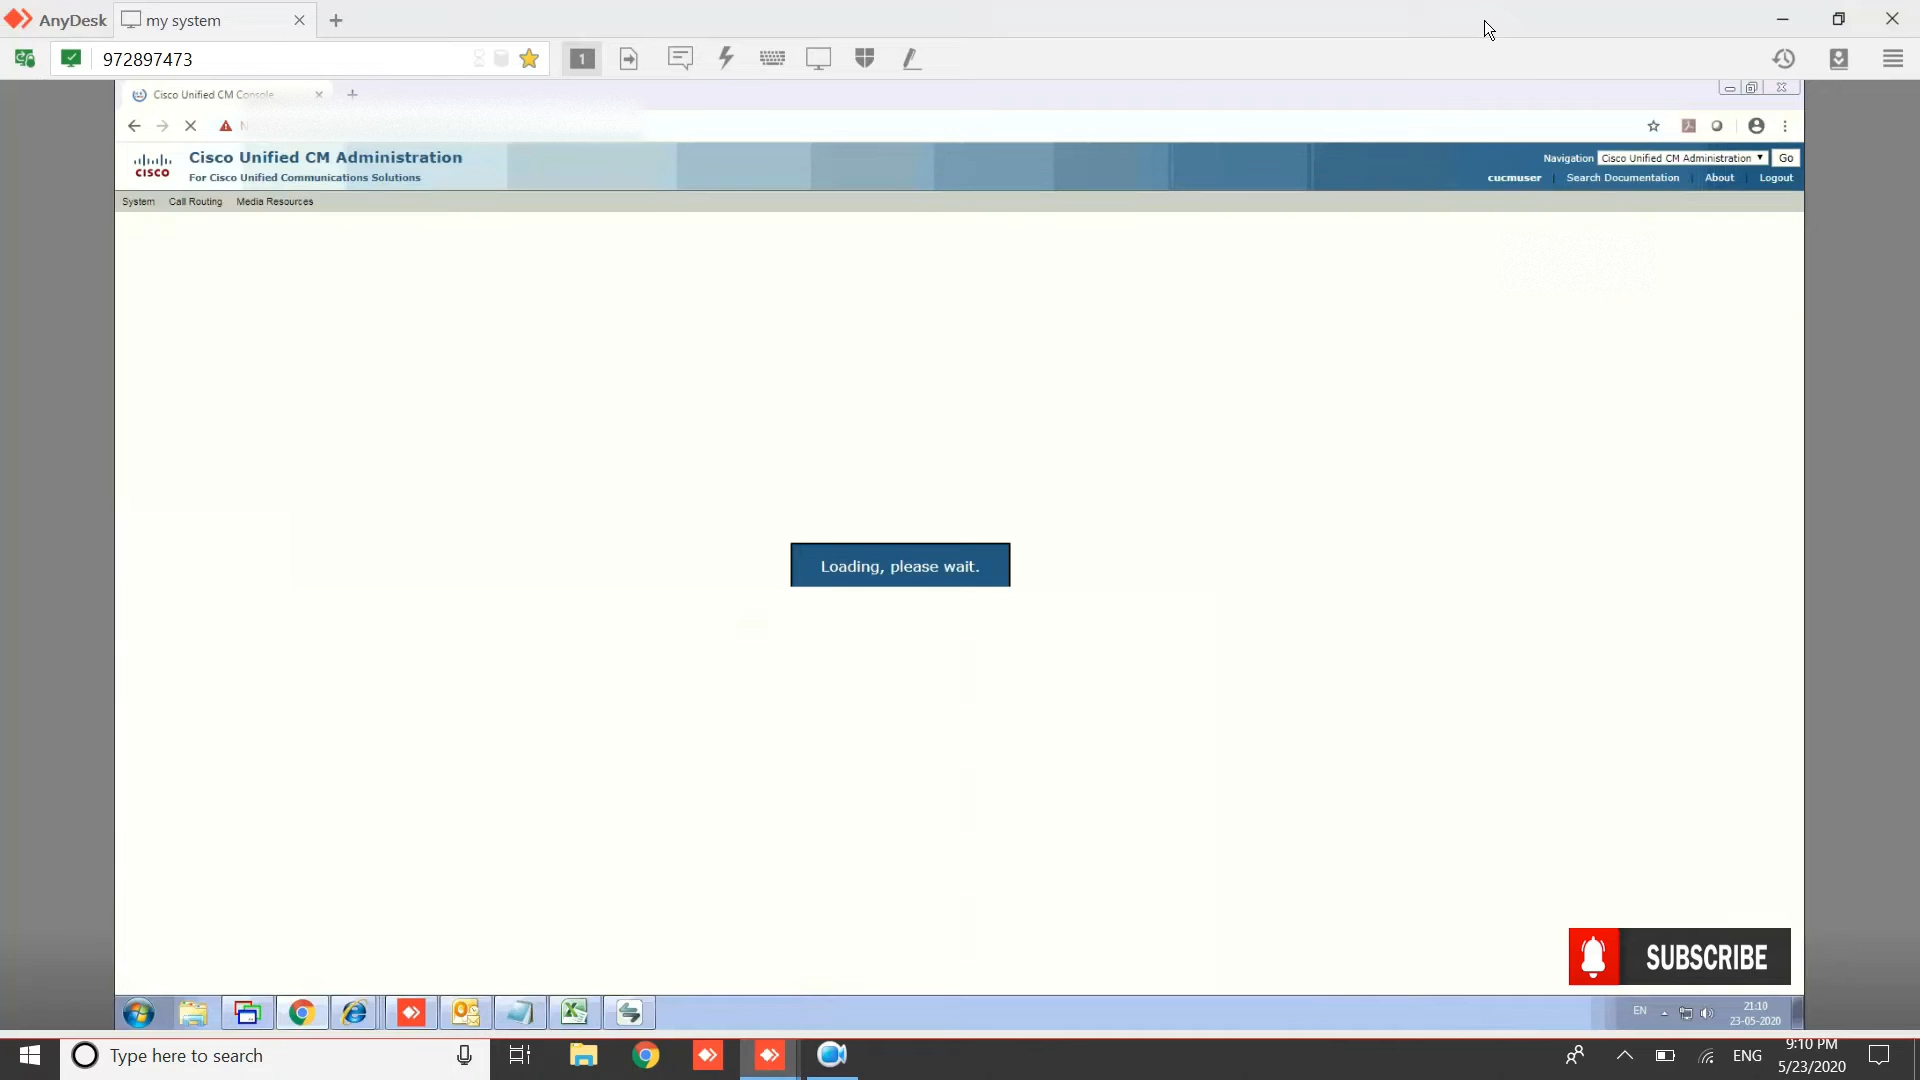 AnyDesk my system
972897473
1
Cisco Unified CM Console
N
CISCO
Cisco Unified CM Administration
For Cisco Unified Communications Solutions
Navigation Cisco Unified CM Administration Go
cucmuser Search Documentation About Logout
System Call Routing Media Resources
Loading, please wait.
SUBSCRIBE
EN 21:10
23-05-2020
Type here to search
ENG 9:10 PM
5/23/2020